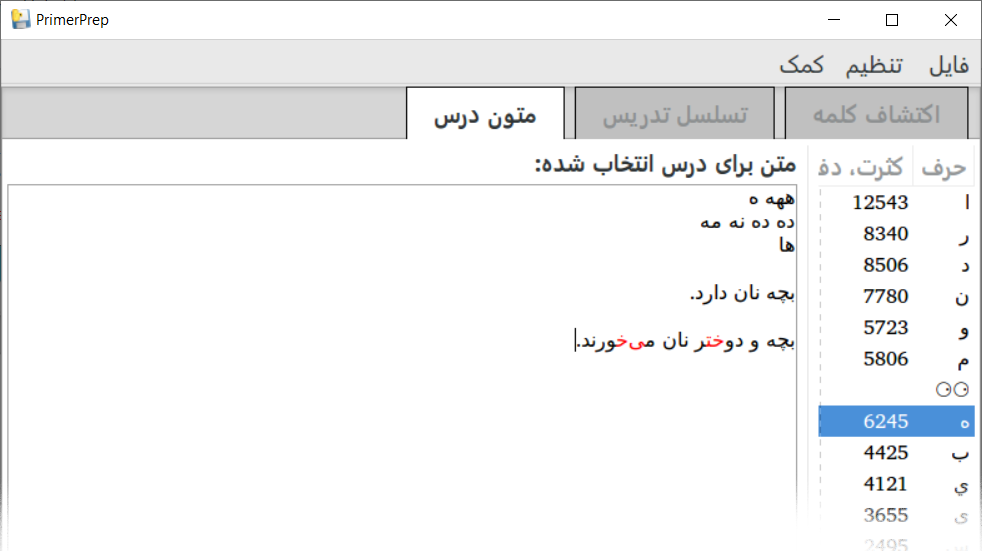 PrimerPrep
فایل تنظیم کمک
اکتشاف کلمه تسلسل تدریس متون درس
حرف کثرت، دف
ا 12543
ر 8340
د 8506
ن 7780
و 5723
م 5806
⚆⚆
ه 6245
ب 4425
ي 4121
ی 3655
س 2495
متن برای درس انتخاب شده:
ههه ه
ده ده نه مه
ها
بچه نان دارد.
بچه و دوختر نان می‌خورند.